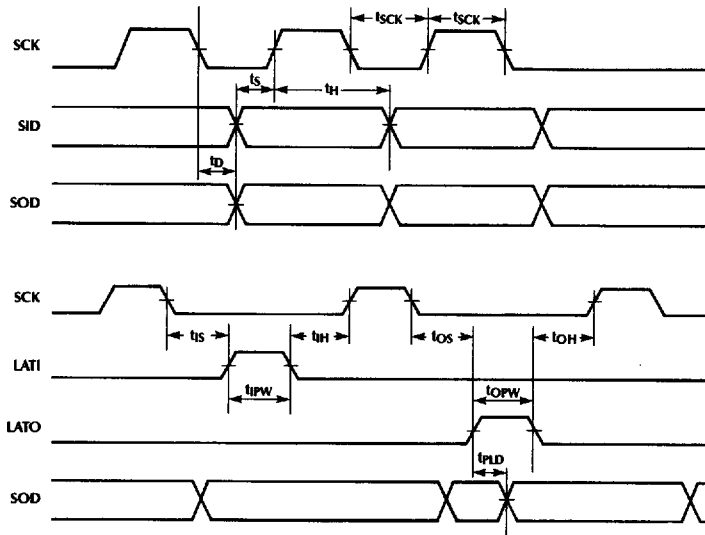 tSCK tSCK
SCK
tS tH
SID
tD
SOD
SCK
tIS tIH tOS tOH
LATI
tIPW tOPW
LATO
tPLD
SOD